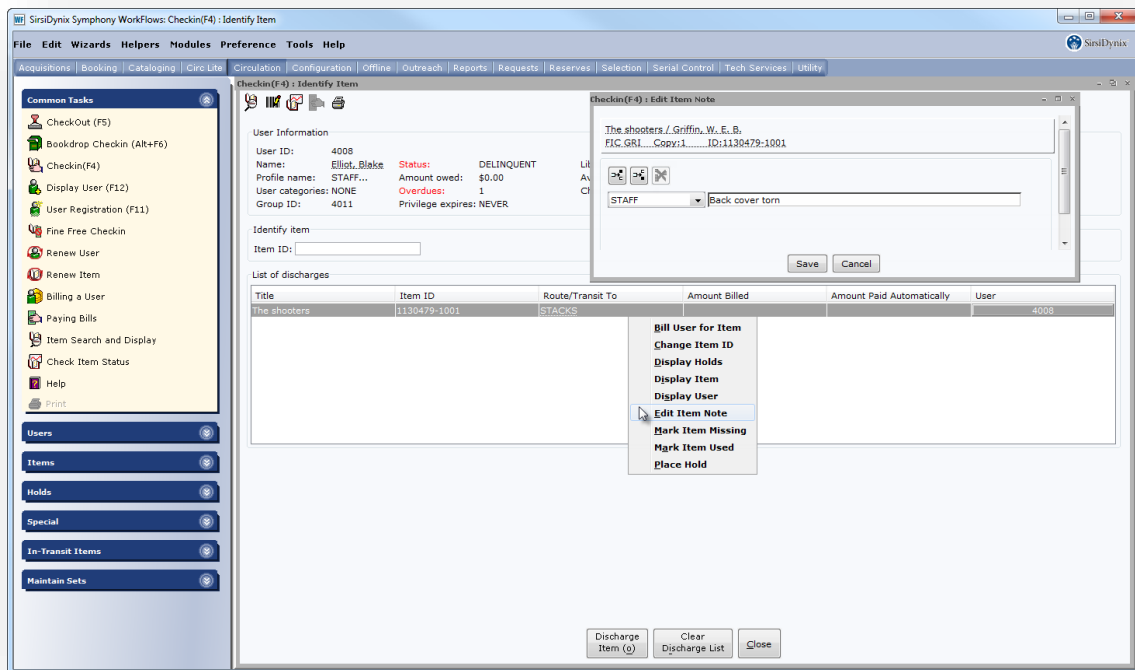 WF SirsiDynix Symphony WorkFlows: Checkin(F4) : Identify Item
File Edit Wizards Helpers Modules Preference Tools Help
SirsiDynix
Acquisitions Booking Cataloging Circ Lite Circulation Configuration Offline Outreach Reports Requests Reserves Selection Serial Control Tech Services Utility
Common Tasks
CheckOut (F5)
Bookdrop Checkin (Alt+F6)
Checkin(F4)
Display User (F12)
User Registration (F11)
Fine Free Checkin
Renew User
Renew Item
Billing a User
Paying Bills
Item Search and Display
Check Item Status
Help
Print
Users
Items
Holds
Special
In-Transit Items
Maintain Sets
Checkin(F4) : Identify Item
User Information
User ID: 4008
Name: Elliot, Blake Status: DELINQUENT Lib
Profile name: STAFF... Amount owed: $0.00 Av
User categories: NONE Overdues: 1 Ch
Group ID: 4011 Privilege expires: NEVER
Identify item
Item ID:
List of discharges
Title Item ID Route/Transit To Amount Billed Amount Paid Automatically User
The shooters 1130479-1001 STACKS 4008
Checkin(F4) : Edit Item Note
The shooters / Griffin, W. E. B.
FIC GRI Copy:1 ID:1130479-1001
STAFF Back cover torn
Save Cancel
Bill User for Item
Change Item ID
Display Holds
Display Item
Display User
Edit Item Note
Mark Item Missing
Mark Item Used
Place Hold
Discharge
Item (o)
Clear
Discharge List
Close